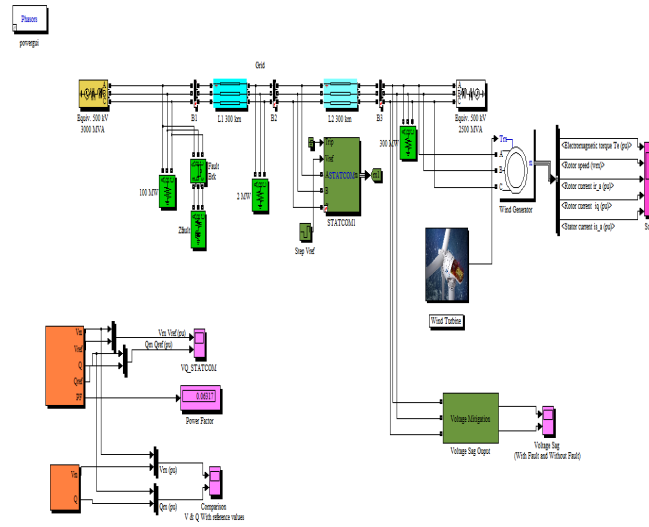 Phasors
powergui
Grid
A
B
C
A
B
C
Equiv. 500 kV
3000 MVA
B1
L1 300 km
B2
L2 300 km
B3
Equiv. 500 kV
2500 MVA
100 MW
Fault
Brk
Zfault
2 MW
Trip
Vref
A
STATCOM
m
B
STATCOM1
Step Vref
300 MW
Tm
A
B
C
m
Wind Generator
<Electromagnetic torque Te (pu)>
<Rotor speed (wm)>
<Rotor current ir_a (pu)>
<Rotor current iq (pu)>
<Stator current is_a (pu)>
Wind Turbine
Vm
Vref
Q
Qref
PF
Vm Vref (pu)
Qm Qref (pu)
VQ_STATCOM
0.06317
Power Factor
Vm
Q
Vm (pu)
Qm (pu)
Comparison
V & Q With reference values
Voltage Mitigation
Voltage Sag Ouput
Voltage Sag
(With Fault and Without Fault)